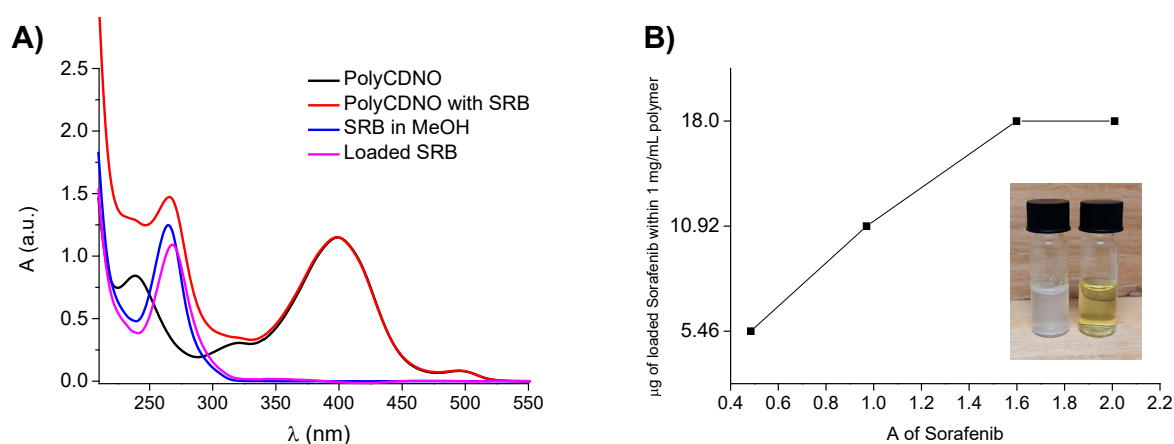 A)
2.5
2.0
1.5
1.0
0.5
0.0
A (a.u.)
PolyCDNO
PolyCDNO with SRB
SRB in MeOH
Loaded SRB
250 300 350 400 450 500 550
λ (nm)
B)
μg of loaded Sorafenib within 1 mg/mL polymer
18.0
10.92
5.46
0.4 0.6 0.8 1.0 1.2 1.4 1.6 1.8 2.0 2.2
A of Sorafenib